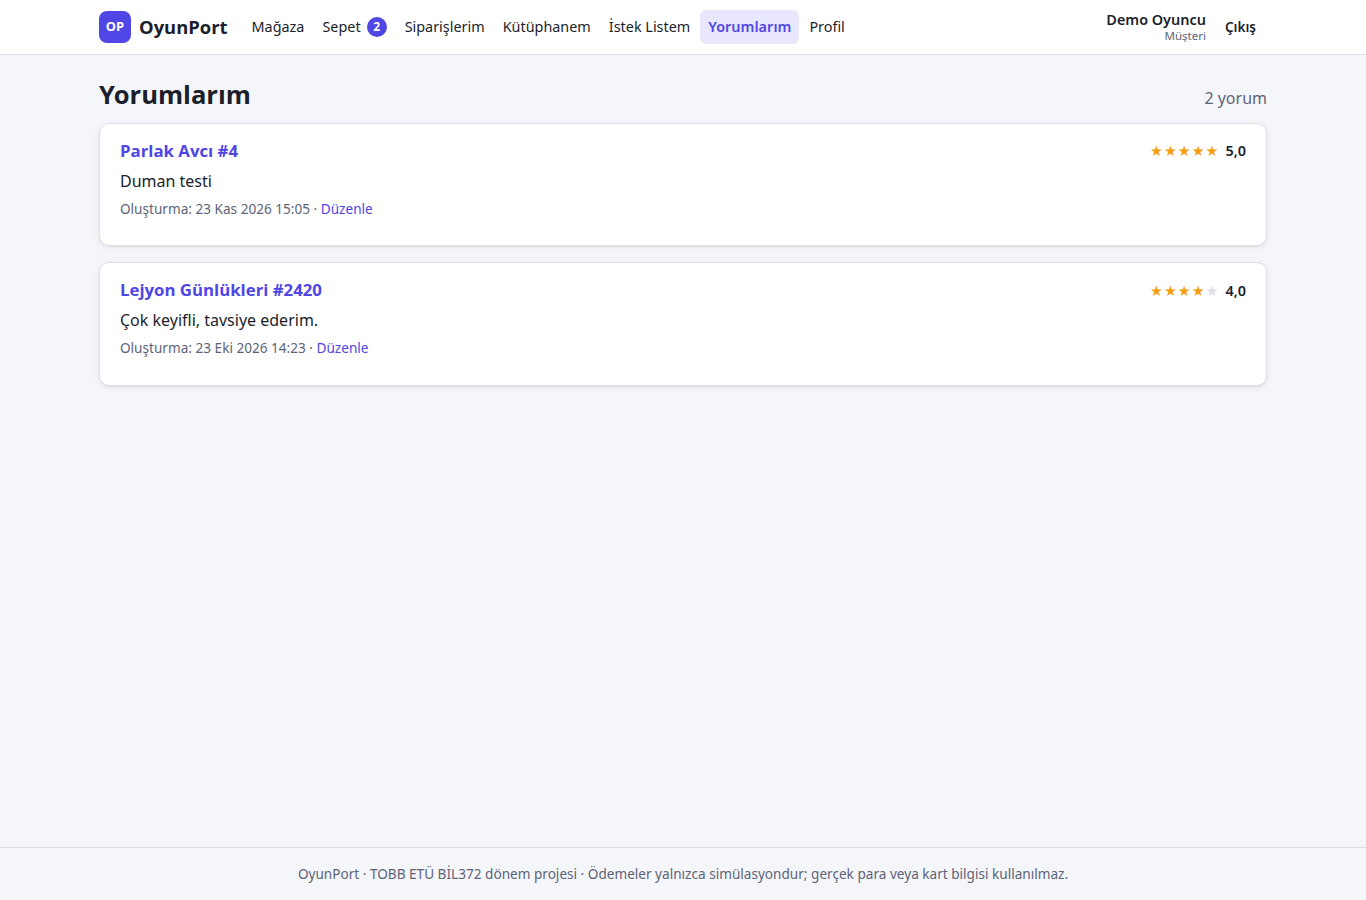 OP OyunPort Mağaza Sepet 2 Siparişlerim Kütüphanem İstek Listem Yorumlarım Profil Demo Oyuncu Çıkış
Müşteri
Yorumlarım 2 yorum
Parlak Avcı #4 ★★★★★ 5,0
Duman testi
Oluşturma: 23 Kas 2026 15:05 · Düzenle
Lejyon Günlükleri #2420 ★★★★★ 4,0
Çok keyifli, tavsiye ederim.
Oluşturma: 23 Eki 2026 14:23 · Düzenle
OyunPort · TOBB ETÜ BİL372 dönem projesi · Ödemeler yalnızca simülasyondur; gerçek para veya kart bilgisi kullanılmaz.